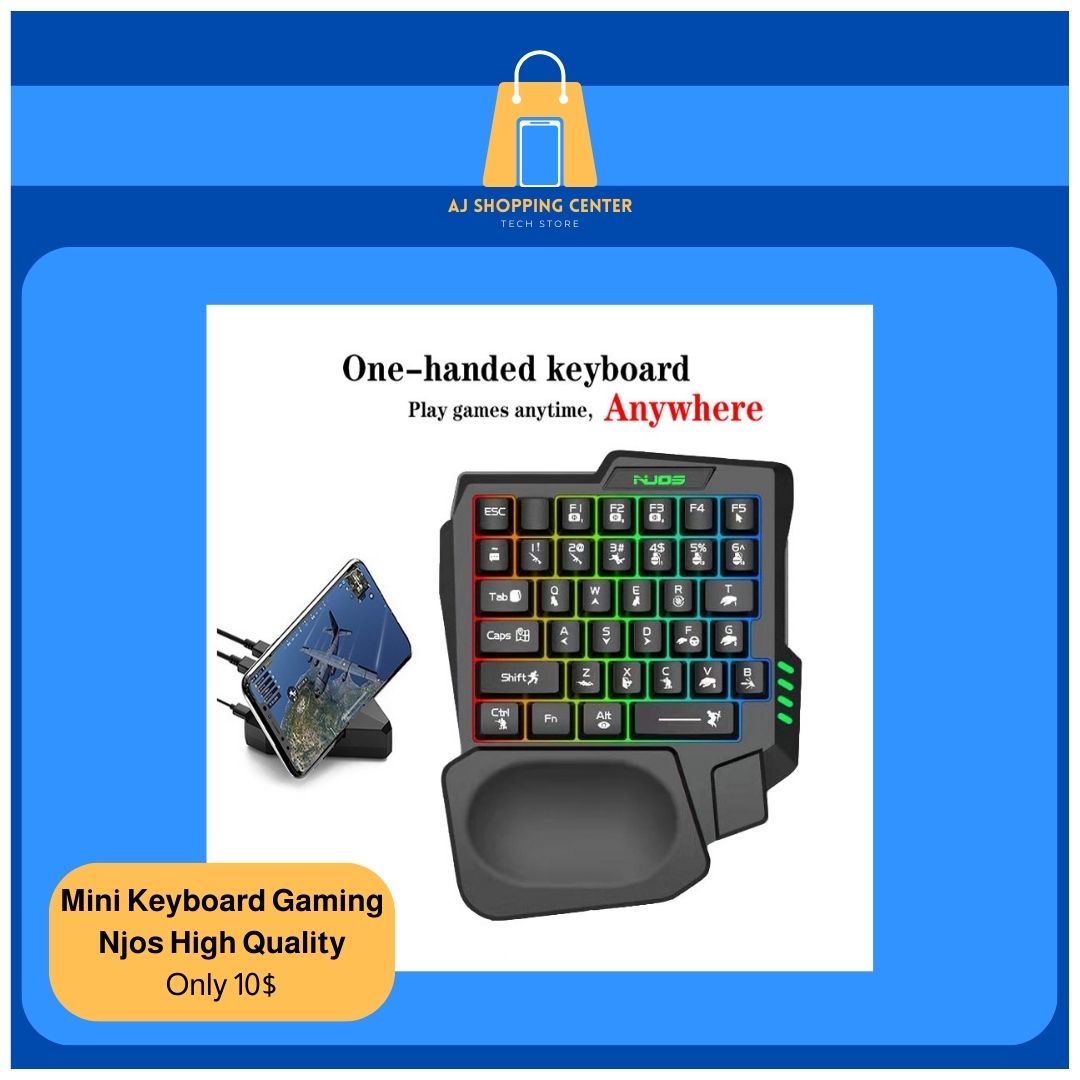 AJ SHOPPING CENTER
TECH STORE
One-handed keyboard
Play games anytime, Anywhere
NJOS
ESC F1 F2 F3 F4 F5
~ 1! 2@ 3# 4$ 5% 6^
Tab Q W E R T
Caps A S D F G
Shift Z X C V B
Ctrl Fn Alt
Mini Keyboard Gaming
Njos High Quality
Only 10$